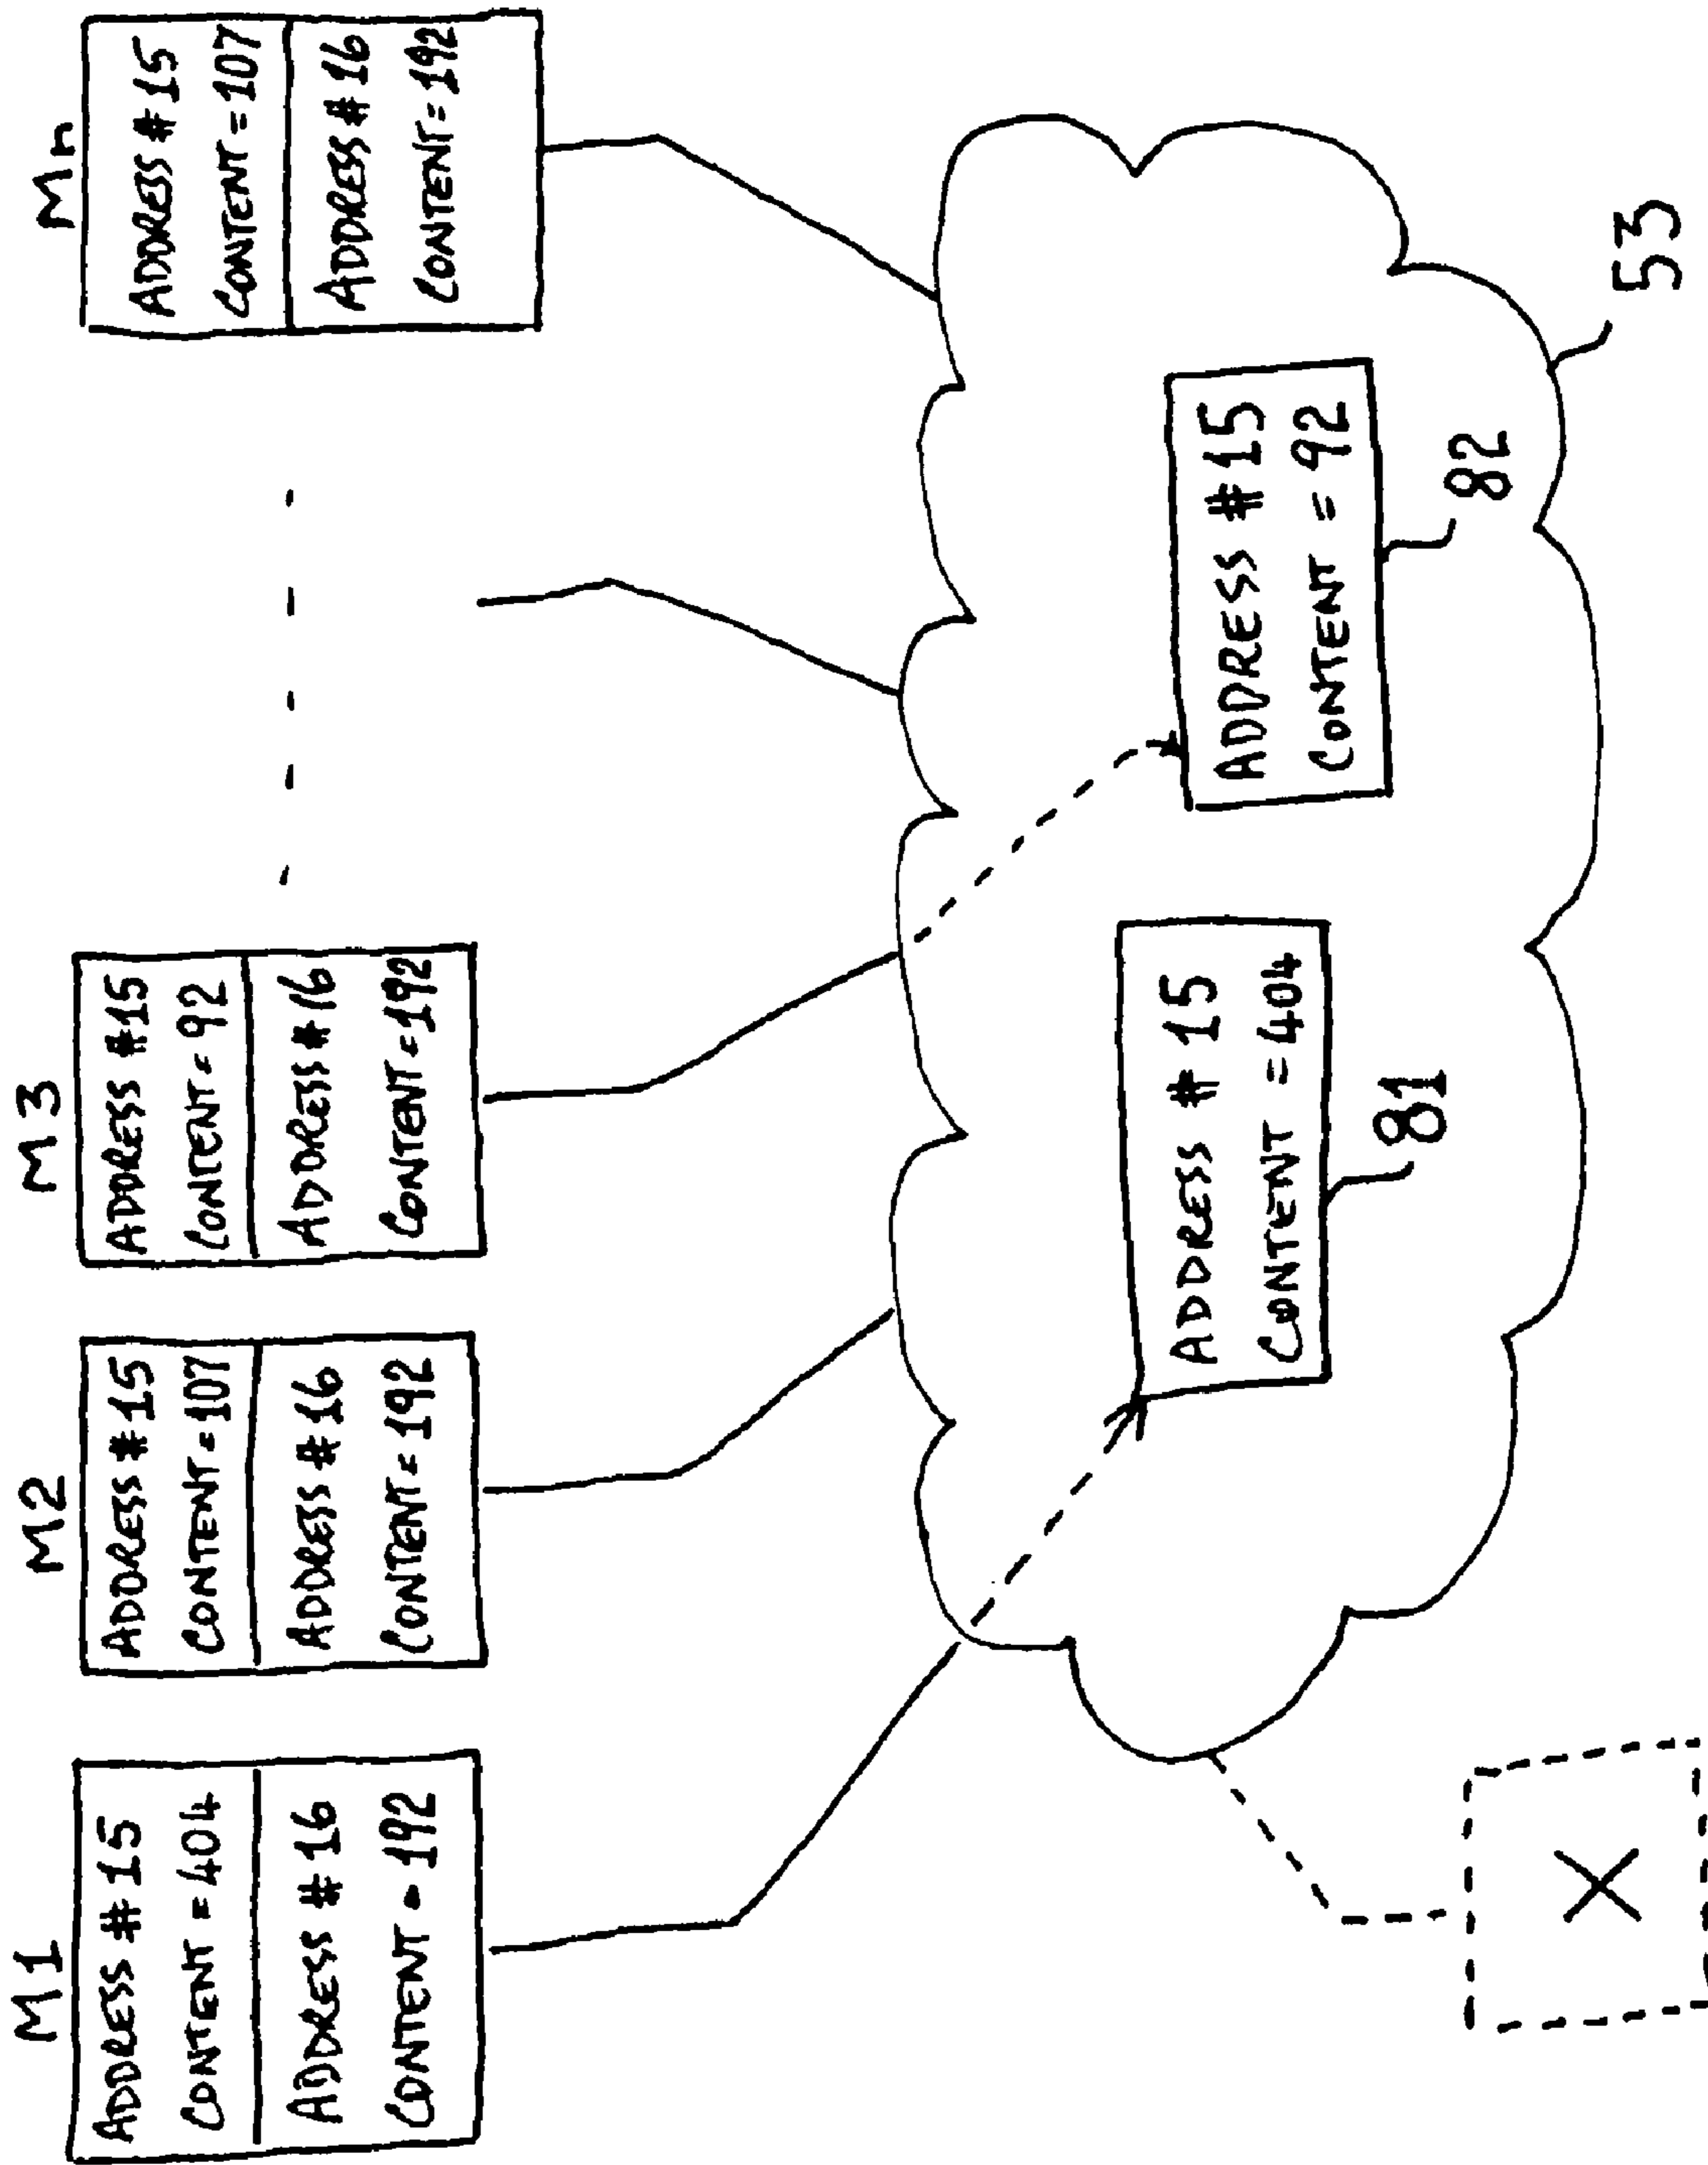 M1
ADDRESS #15
CONTENT = 404
ADDRESS #16
CONTENT = 192
M2
ADDRESS #15
CONTENT = 107
ADDRESS #16
CONTENT = 192
M3
ADDRESS #15
CONTENT = 92
ADDRESS #16
CONTENT = 192
Mn
ADDRESS #15
CONTENT = 107
ADDRESS #16
CONTENT = 192
ADDRESS # 15
CONTENT = 404
81
ADDRESS #15
CONTENT = 92
82
53
X